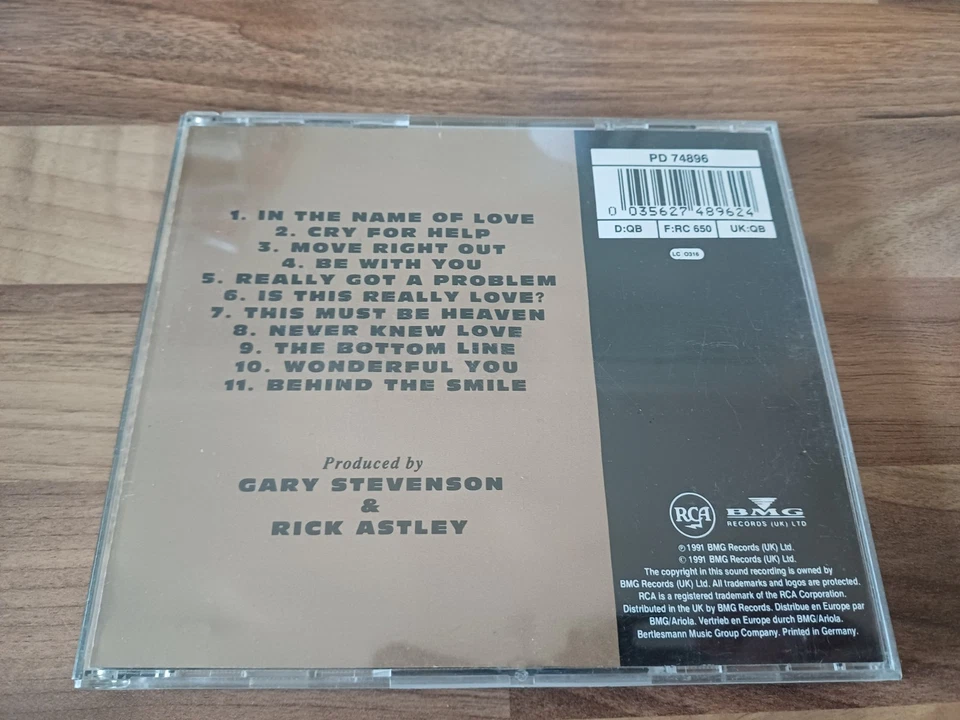 1. IN THE NAME OF LOVE
2. CRY FOR HELP
3. MOVE RIGHT OUT
4. BE WITH YOU
5. REALLY GOT A PROBLEM
6. IS THIS REALLY LOVE?
7. THIS MUST BE HEAVEN
8. NEVER KNEW LOVE
9. THE BOTTOM LINE
10. WONDERFUL YOU
11. BEHIND THE SMILE
Produced by
GARY STEVENSON
&
RICK ASTLEY
PD 74896
0 035627 489624
D:QB F:RC 650 UK:QB
LC 0316
RCA BMG
RECORDS (UK) LTD
℗ 1991 BMG Records (UK) Ltd.
© 1991 BMG Records (UK) Ltd.
The copyright in this sound recording is owned by
BMG Records (UK) Ltd. All trademarks and logos are protected.
RCA is a registered trademark of the RCA Corporation.
Distributed in the UK by BMG Records. Distribue en Europe par
BMG/Ariola. Vertrieb en Europe durch BMG/Ariola.
Bertlesmann Music Group Company. Printed in Germany.